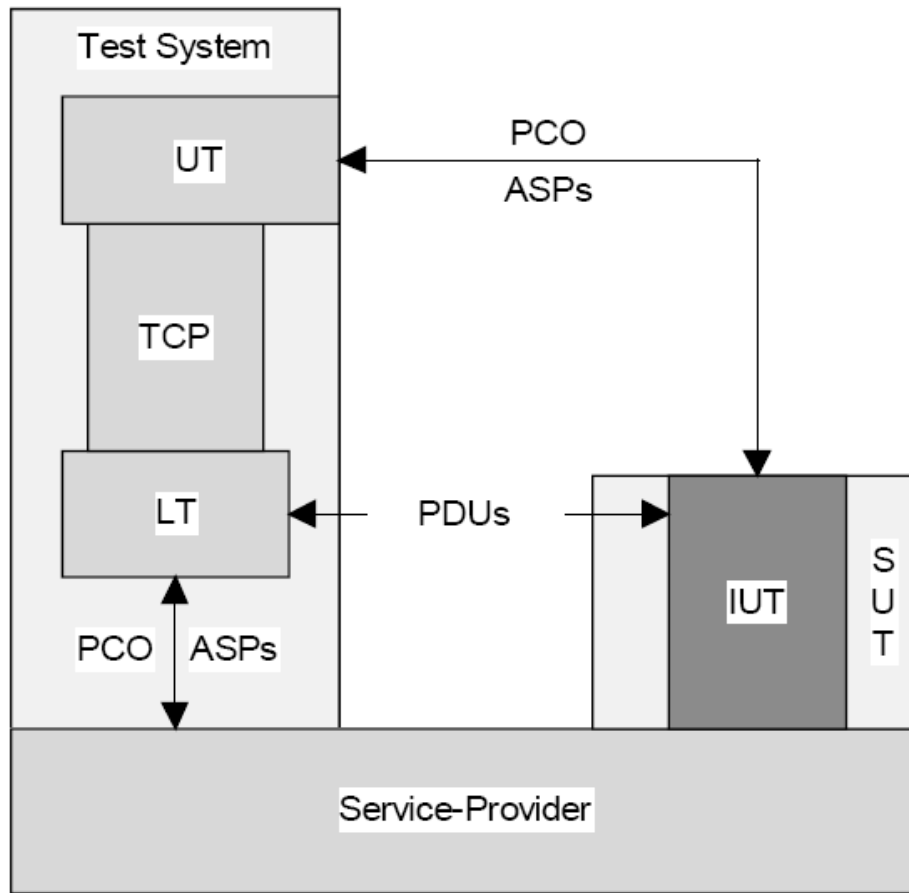 Test System
UT
PCO
ASPs
TCP
LT
PDUs
IUT
S
U
T
PCO ASPs
Service-Provider